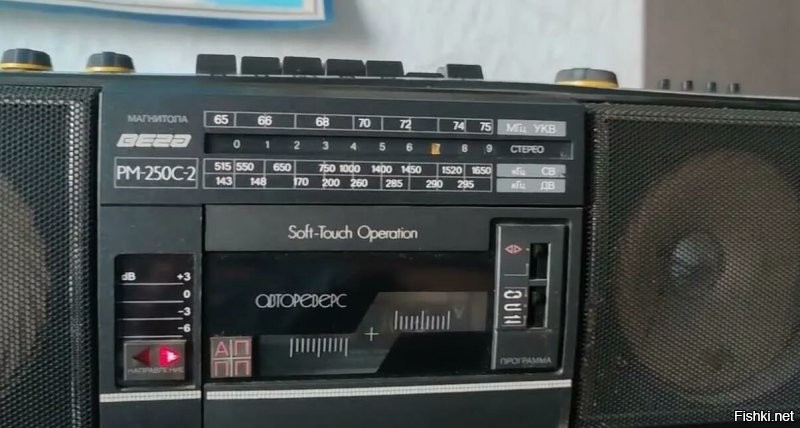 МАГНИТОЛА
ВЕГА
РМ-250С-2
65 66 68 70 72 74 75 МГц УКВ
0 1 2 3 4 5 6 7 8 9 СТЕРЕО
515 550 650 750 1000 1400 1450 1520 1650 кГц СВ
143 148 170 200 260 285 290 295 кГц ДВ
Soft-Touch Operation
АВТОРЕВЕРС
dB +3
0
-3
-6
НАПРАВЛЕНИЕ
АП
ПП
ПРОГРАММА
Fishki.net